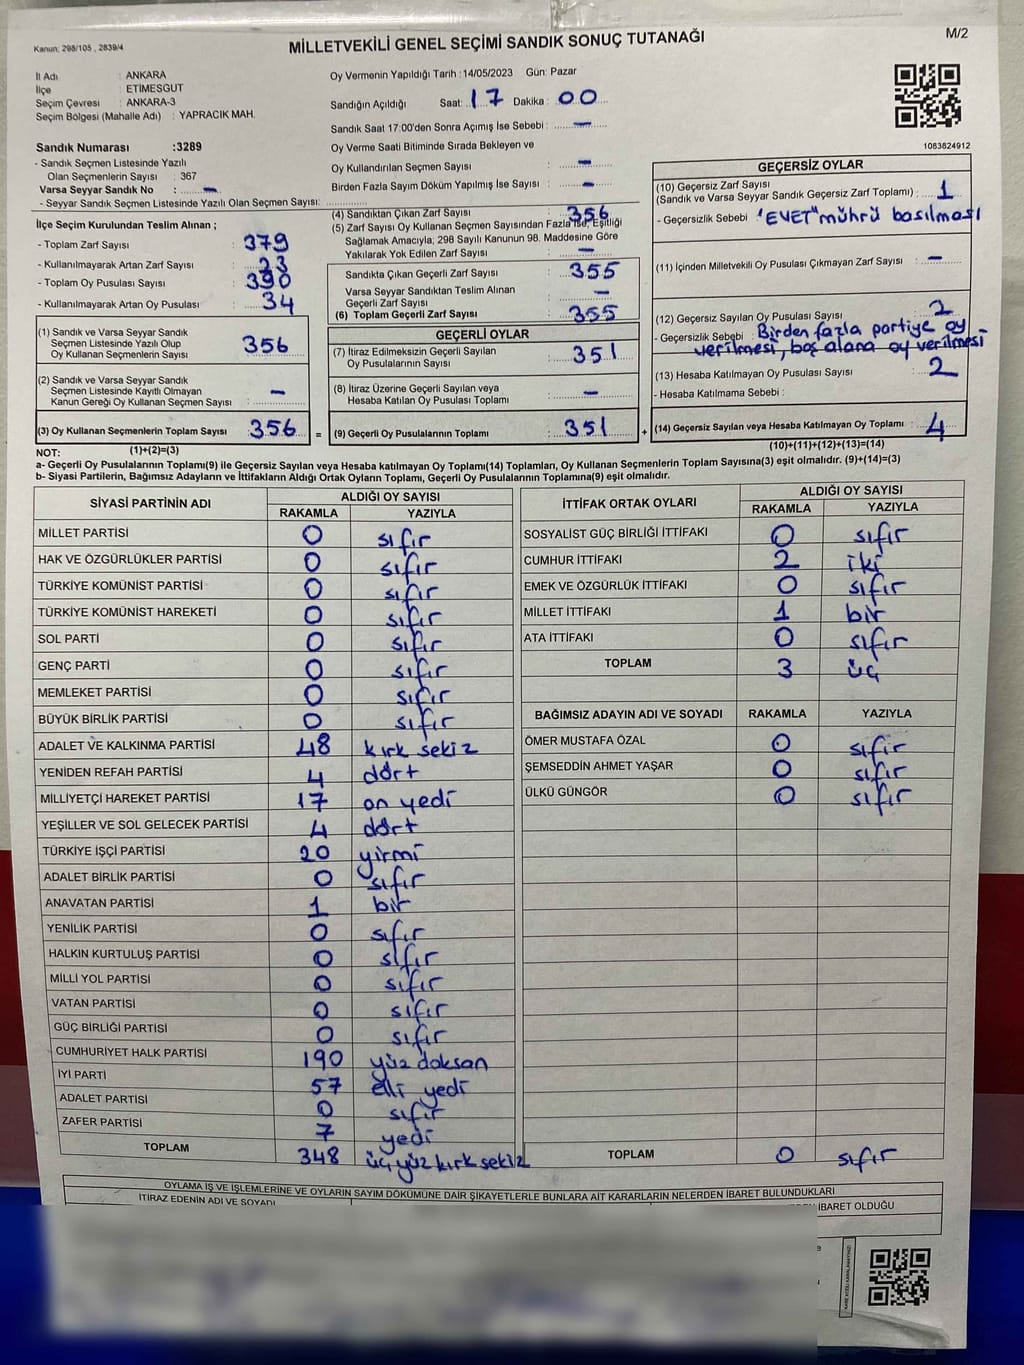 Kanun: 298/105 , 2839/4
MİLLETVEKİLİ GENEL SEÇİMİ SANDIK SONUÇ TUTANAĞI
M/2
İl Adı : ANKARA
İlçe : ETİMESGUT
Seçim Çevresi : ANKARA-3
Seçim Bölgesi (Mahalle Adı) : YAPRACIK MAH.
Oy Vermenin Yapıldığı Tarih : 14/05/2023 Gün: Pazar
Sandığın Açıldığı Saat: 17 Dakika : 00
Sandık Saat 17:00'den Sonra Açımış İse Sebebi : –
Oy Verme Saati Bitiminde Sırada Bekleyen ve
Oy Kullandırılan Seçmen Sayısı : –
Birden Fazla Sayım Döküm Yapılmış İse Sayısı : –
1083824912
Sandık Numarası :3289
- Sandık Seçmen Listesinde Yazılı
Olan Seçmenlerin Sayısı : 367
Varsa Seyyar Sandık No : –
- Seyyar Sandık Seçmen Listesinde Yazılı Olan Seçmen Sayısı:
İlçe Seçim Kurulundan Teslim Alınan ;
- Toplam Zarf Sayısı : 379
- Kullanılmayarak Artan Zarf Sayısı : 23
- Toplam Oy Pusulası Sayısı : 390
- Kullanılmayarak Artan Oy Pusulası : 34
(1) Sandık ve Varsa Seyyar Sandık
Seçmen Listesinde Yazılı Olup
Oy Kullanan Seçmenlerin Sayısı : 356
(2) Sandık ve Varsa Seyyar Sandık
Seçmen Listesinde Kayıtlı Olmayan
Kanun Gereği Oy Kullanan Seçmen Sayısı : –
(3) Oy Kullanan Seçmenlerin Toplam Sayısı : 356 =
(1)+(2)=(3)
(4) Sandıktan Çıkan Zarf Sayısı : 356
(5) Zarf Sayısı Oy Kullanan Seçmen Sayısından Fazla İse, Eşitliği
Sağlamak Amacıyla, 298 Sayılı Kanunun 98. Maddesine Göre
Yakılarak Yok Edilen Zarf Sayısı : –
Sandıkta Çıkan Geçerli Zarf Sayısı : 355
Varsa Seyyar Sandıktan Teslim Alınan
Geçerli Zarf Sayısı : –
(6) Toplam Geçerli Zarf Sayısı : 355
GEÇERLİ OYLAR
(7) İtiraz Edilmeksizin Geçerli Sayılan
Oy Pusulalarının Sayısı : 351
(8) İtiraz Üzerine Geçerli Sayılan veya
Hesaba Katılan Oy Pusulası Toplamı : –
(9) Geçerli Oy Pusulalarının Toplamı : 351 +
GEÇERSİZ OYLAR
(10) Geçersiz Zarf Sayısı
(Sandık ve Varsa Seyyar Sandık Geçersiz Zarf Toplamı) : 1
- Geçersizlik Sebebi : "EVET" mührü basılması
(11) İçinden Milletvekili Oy Pusulası Çıkmayan Zarf Sayısı : –
(12) Geçersiz Sayılan Oy Pusulası Sayısı : 2
- Geçersizlik Sebebi : Birden fazla partiye oy
verilmesi, boş alana oy verilmesi
(13) Hesaba Katılmayan Oy Pusulası Sayısı : 2
- Hesaba Katılmama Sebebi :
(14) Geçersiz Sayılan veya Hesaba Katılmayan Oy Toplamı : 4
(10)+(11)+(12)+(13)=(14)
NOT:
a- Geçerli Oy Pusulalarının Toplamı(9) ile Geçersiz Sayılan veya Hesaba katılmayan Oy Toplamı(14) Toplamları, Oy Kullanan Seçmenlerin Toplam Sayısına(3) eşit olmalıdır. (9)+(14)=(3)
b- Siyasi Partilerin, Bağımsız Adayların ve İttifakların Aldığı Ortak Oyların Toplamı, Geçerli Oy Pusulalarının Toplamına(9) eşit olmalıdır.
SİYASİ PARTİNİN ADI ALDIĞI OY SAYISI
RAKAMLA YAZIYLA
MİLLET PARTİSİ 0 sıfır
HAK VE ÖZGÜRLÜKLER PARTİSİ 0 sıfır
TÜRKİYE KOMÜNİST PARTİSİ 0 sıfır
TÜRKİYE KOMÜNİST HAREKETİ 0 sıfır
SOL PARTİ 0 sıfır
GENÇ PARTİ 0 sıfır
MEMLEKET PARTİSİ 0 sıfır
BÜYÜK BİRLİK PARTİSİ 0 sıfır
ADALET VE KALKINMA PARTİSİ 48 kırk sekiz
YENİDEN REFAH PARTİSİ 4 dört
MİLLİYETÇİ HAREKET PARTİSİ 17 on yedi
YEŞİLLER VE SOL GELECEK PARTİSİ 4 dört
TÜRKİYE İŞÇİ PARTİSİ 20 yirmi
ADALET BİRLİK PARTİSİ 0 sıfır
ANAVATAN PARTİSİ 1 bir
YENİLİK PARTİSİ 0 sıfır
HALKIN KURTULUŞ PARTİSİ 0 sıfır
MİLLİ YOL PARTİSİ 0 sıfır
VATAN PARTİSİ 0 sıfır
GÜÇ BİRLİĞİ PARTİSİ 0 sıfır
CUMHURİYET HALK PARTİSİ 190 yüz doksan
İYİ PARTİ 57 elli yedi
ADALET PARTİSİ 0 sıfır
ZAFER PARTİSİ 7 yedi
TOPLAM 348 üç yüz kırk sekiz
İTTİFAK ORTAK OYLARI ALDIĞI OY SAYISI
RAKAMLA YAZIYLA
SOSYALİST GÜÇ BİRLİĞİ İTTİFAKI 0 sıfır
CUMHUR İTTİFAKI 2 iki
EMEK VE ÖZGÜRLÜK İTTİFAKI 0 sıfır
MİLLET İTTİFAKI 1 bir
ATA İTTİFAKI 0 sıfır
TOPLAM 3 üç
BAĞIMSIZ ADAYIN ADI VE SOYADI RAKAMLA YAZIYLA
ÖMER MUSTAFA ÖZAL 0 sıfır
ŞEMSEDDİN AHMET YAŞAR 0 sıfır
ÜLKÜ GÜNGÖR 0 sıfır
TOPLAM 0 sıfır
OYLAMA İŞ VE İŞLEMLERİNE VE OYLARIN SAYIM DÖKÜMÜNE DAİR ŞİKAYETLERLE BUNLARA AİT KARARLARIN NELERDEN İBARET BULUNDUKLARI
İTİRAZ EDENİN ADI VE SOYADI
İBARET OLDUĞU